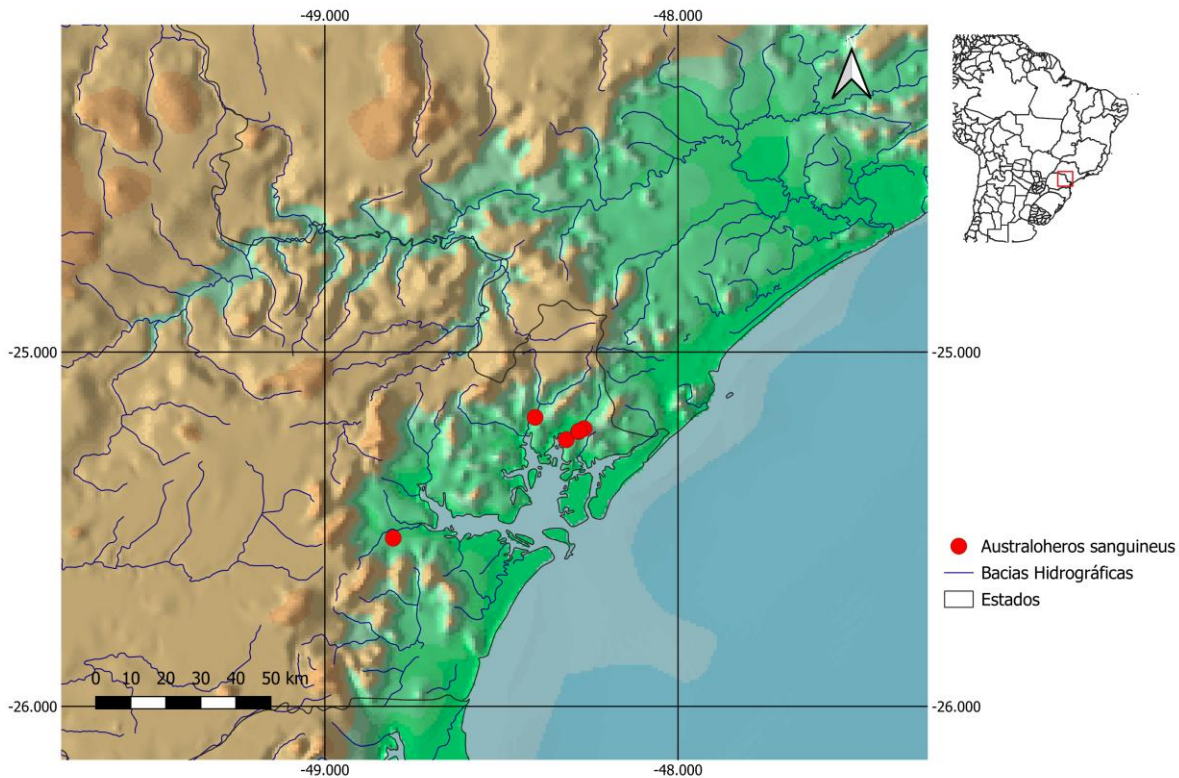 -49.000 -48.000
-25.000 -25.000
Australoheros sanguineus
Bacias Hidrográficas
Estados
0 10 20 30 40 50 km
-26.000 -26.000
-49.000 -48.000